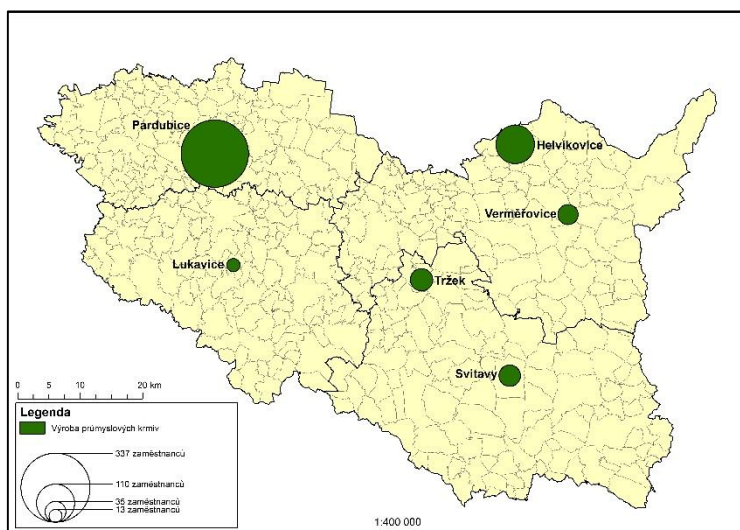 Pardubice
Helvíkovice
Verměřovice
Lukavice
Tržek
Svitavy
0 5 10 20 km
Legenda
Výroba průmyslových krmiv
337 zaměstnanců
110 zaměstnanců
35 zaměstnanců
13 zaměstnanců
1:400 000